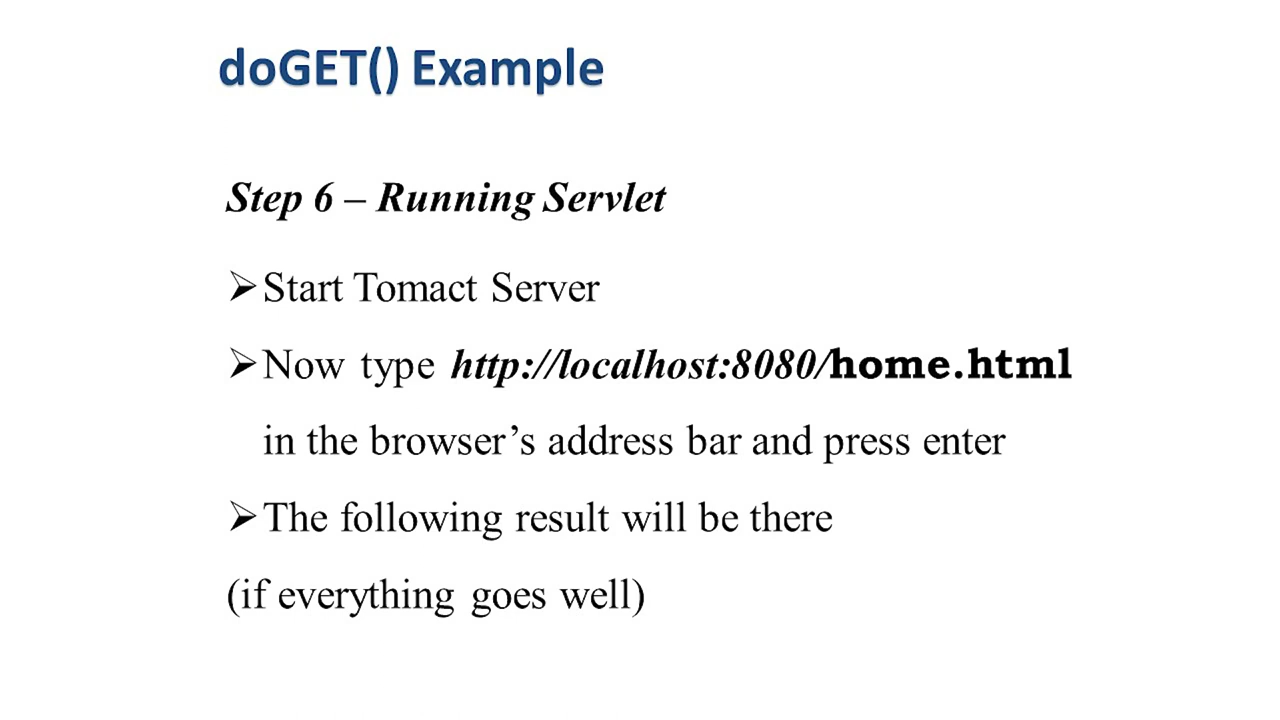 doGET() Example
Step 6 – Running Servlet
➢Start Tomact Server
➢Now type http://localhost:8080/home.html
in the browser’s address bar and press enter
➢The following result will be there
(if everything goes well)